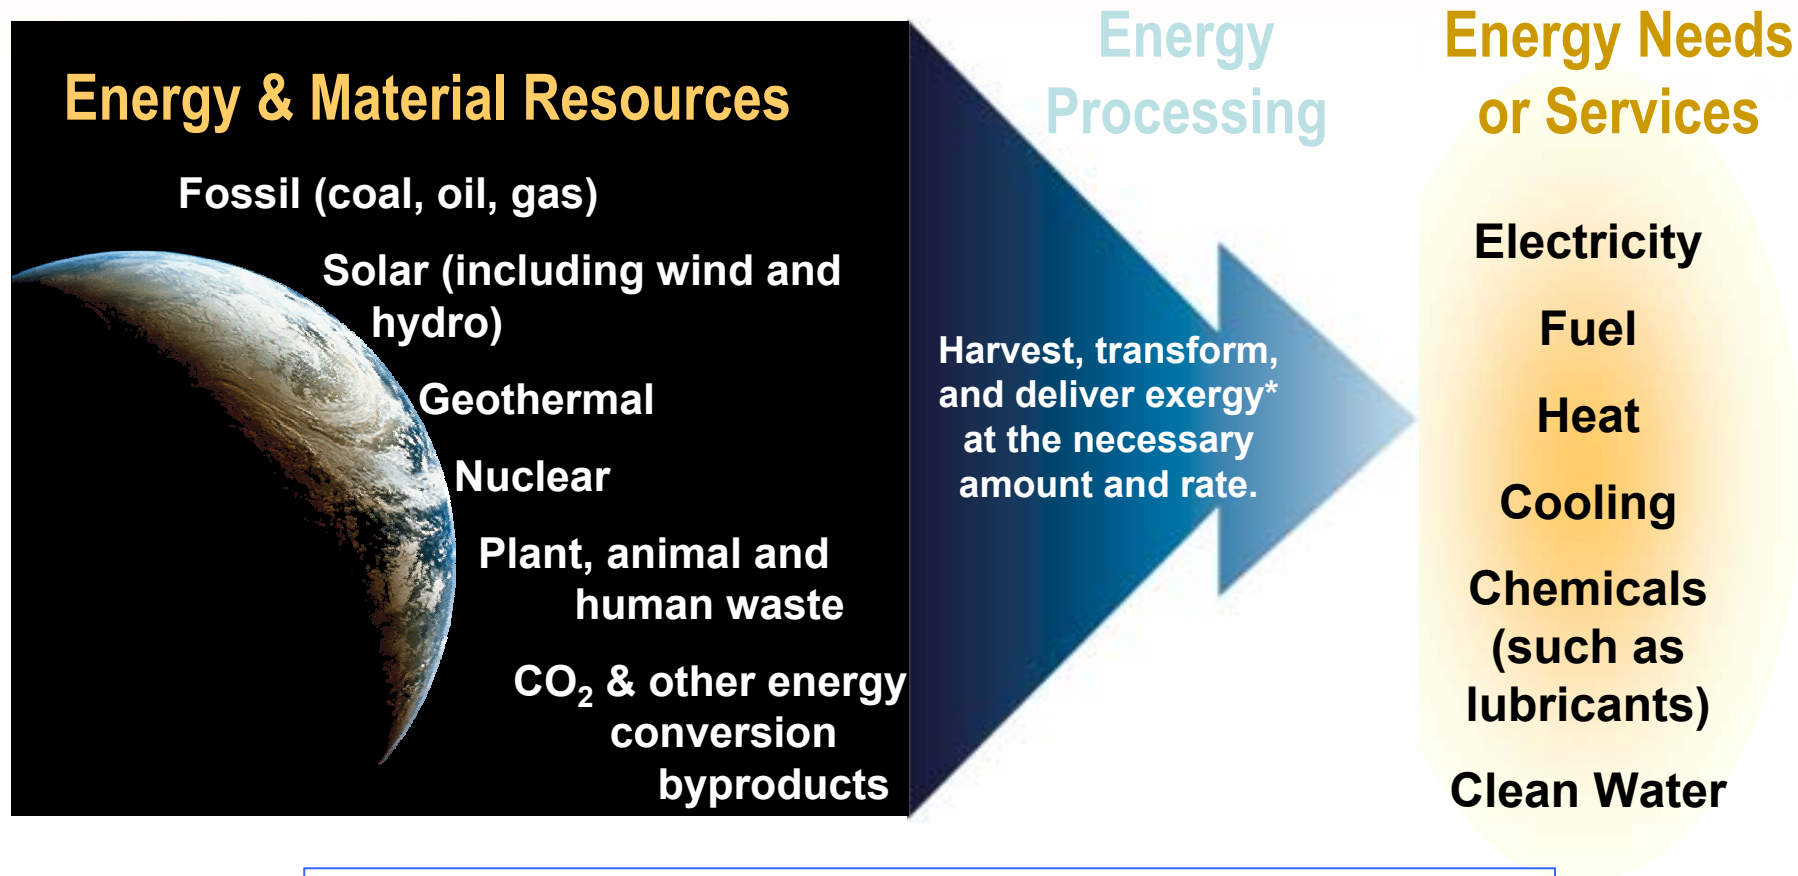 Energy & Material Resources
Fossil (coal, oil, gas)
Solar (including wind and
hydro)
Geothermal
Nuclear
Plant, animal and
human waste
CO₂ & other energy
conversion
byproducts
Energy
Processing
Harvest, transform,
and deliver exergy*
at the necessary
amount and rate.
Energy Needs
or Services
Electricity
Fuel
Heat
Cooling
Chemicals
(such as
lubricants)
Clean Water